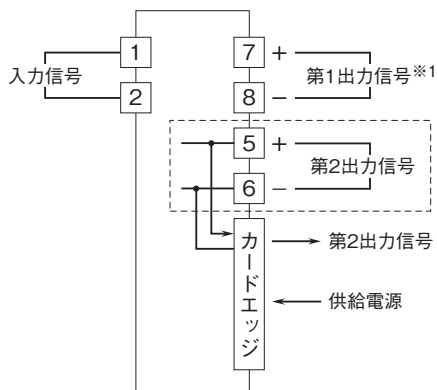 1
2
入力信号
7 +
8 −
第1出力信号※1
5 +
6 −
第2出力信号
カードエッジ
第2出力信号
供給電源